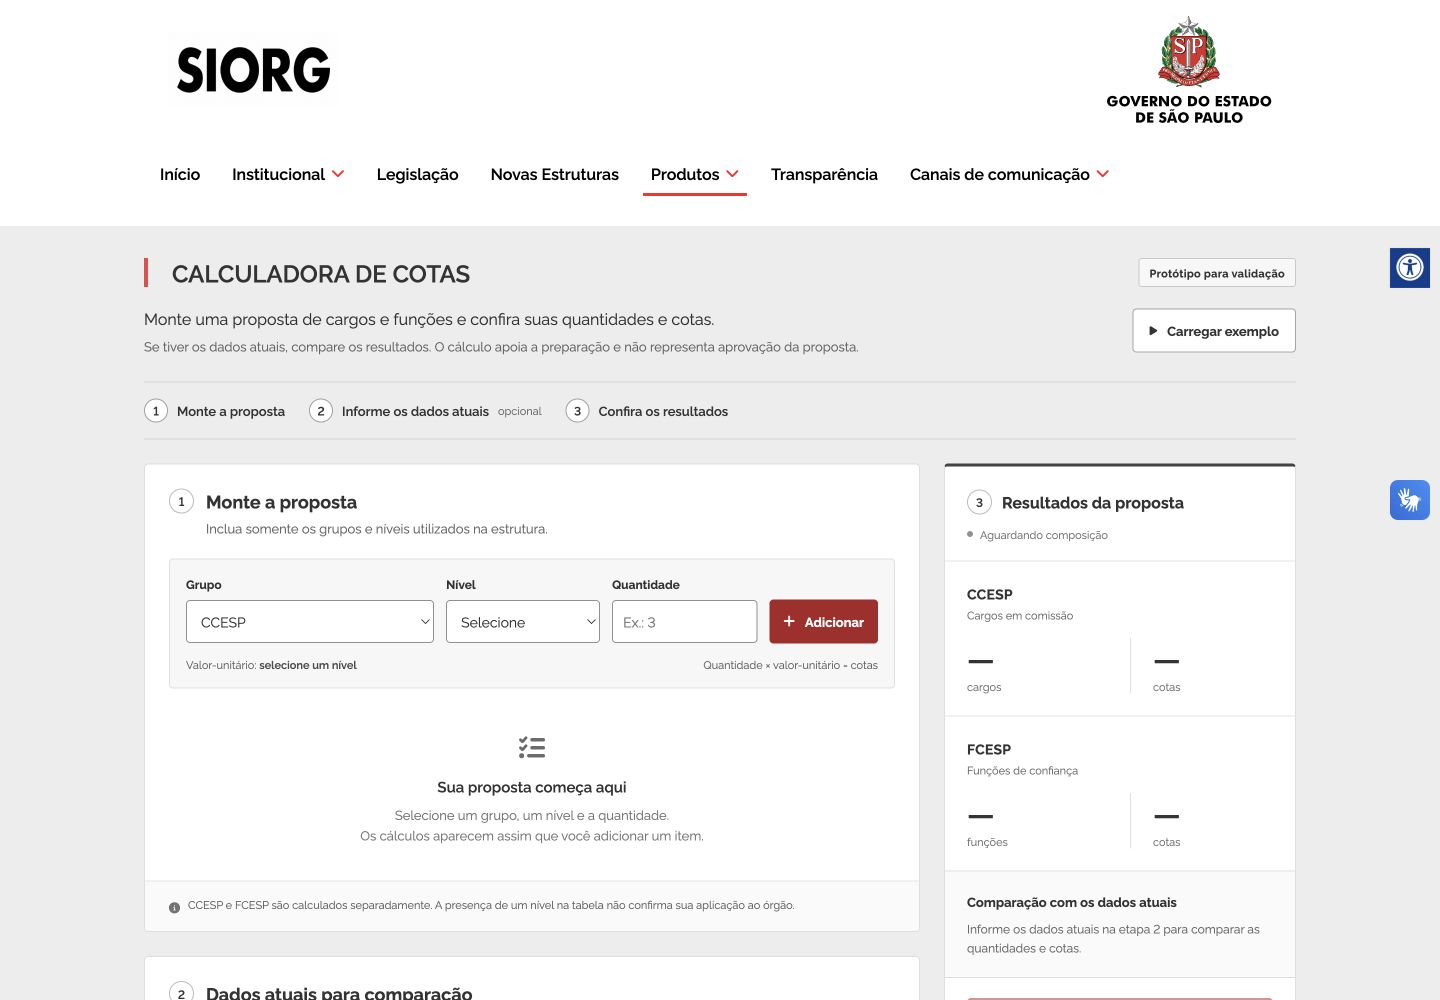 SIORG
SP
GOVERNO DO ESTADO
DE SÃO PAULO
Início
Institucional
Legislação
Novas Estruturas
Produtos
Transparência
Canais de comunicação
CALCULADORA DE COTAS
Protótipo para validação
Monte uma proposta de cargos e funções e confira suas quantidades e cotas.
Se tiver os dados atuais, compare os resultados. O cálculo apoia a preparação e não representa aprovação da proposta.
Carregar exemplo
1 Monte a proposta
2 Informe os dados atuais opcional
3 Confira os resultados
1 Monte a proposta
Inclua somente os grupos e níveis utilizados na estrutura.
Grupo
Nível
Quantidade
CCESP
Selecione
Ex.: 3
+ Adicionar
Valor-unitário: selecione um nível
Quantidade × valor-unitário = cotas
Sua proposta começa aqui
Selecione um grupo, um nível e a quantidade.
Os cálculos aparecem assim que você adicionar um item.
CCESP e FCESP são calculados separadamente. A presença de um nível na tabela não confirma sua aplicação ao órgão.
2 Dados atuais para comparação
3 Resultados da proposta
Aguardando composição
CCESP
Cargos em comissão
— —
cargos cotas
FCESP
Funções de confiança
— —
funções cotas
Comparação com os dados atuais
Informe os dados atuais na etapa 2 para comparar as
quantidades e cotas.